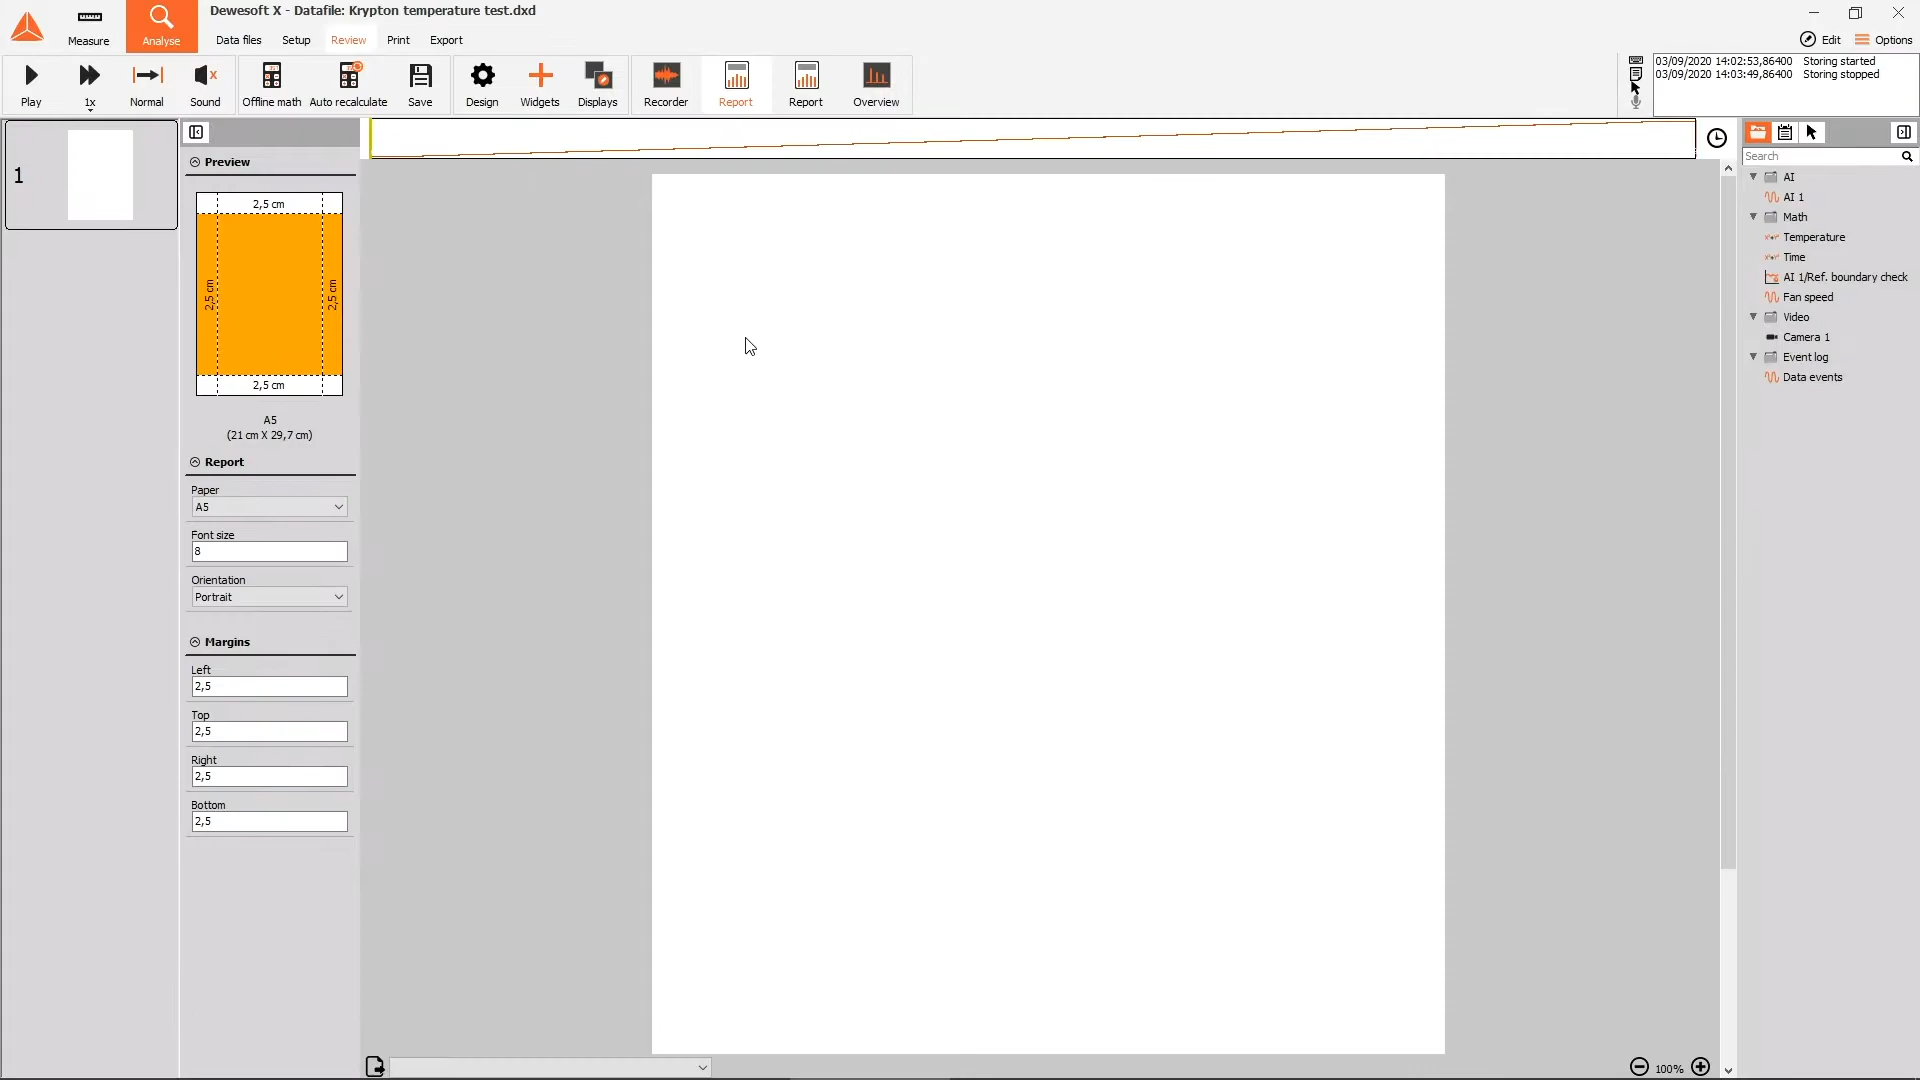 Dewesoft X - Datafile: Krypton temperature test.dxd
Measure
Analyse
Data files
Setup
Review
Print
Export
Edit
Options
Play
1x
Normal
Sound
Offline math
Auto recalculate
Save
Design
Widgets
Displays
Recorder
Report
Report
Overview
03/09/2020 14:02:53,86400 Storing started
03/09/2020 14:03:49,86400 Storing stopped
1
Preview
2,5 cm
2,5 cm
2,5 cm
2,5 cm
A5
(21 cm X 29,7 cm)
Report
Paper
A5
Font size
8
Orientation
Portrait
Margins
Left
2,5
Top
2,5
Right
2,5
Bottom
2,5
100%
Search
AI
AI 1
Math
Temperature
Time
AI 1/Ref. boundary check
Fan speed
Video
Camera 1
Event log
Data events